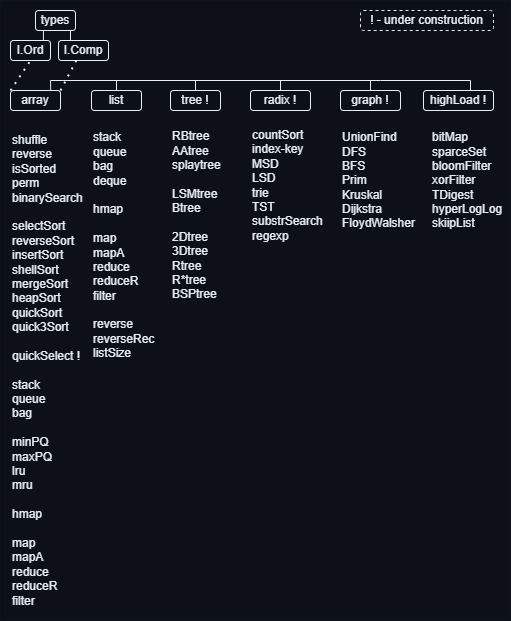 types
! - under construction
I.Ord
I.Comp
array
list
tree !
radix !
graph !
highLoad !
shuffle
reverse
isSorted
perm
binarySearch
selectSort
reverseSort
insertSort
shellSort
mergeSort
heapSort
quickSort
quick3Sort
quickSelect !
stack
queue
bag
minPQ
maxPQ
lru
mru
hmap
map
mapA
reduce
reduceR
filter
stack
queue
bag
deque
hmap
map
mapA
reduce
reduceR
filter
reverse
reverseRec
listSize
RBtree
AAtree
splaytree
LSMtree
Btree
2Dtree
3Dtree
Rtree
R*tree
BSPtree
countSort
index-key
MSD
LSD
trie
TST
substrSearch
regexp
UnionFind
DFS
BFS
Prim
Kruskal
Dijkstra
FloydWalsher
bitMap
sparceSet
bloomFilter
xorFilter
TDigest
hyperLogLog
skiipList